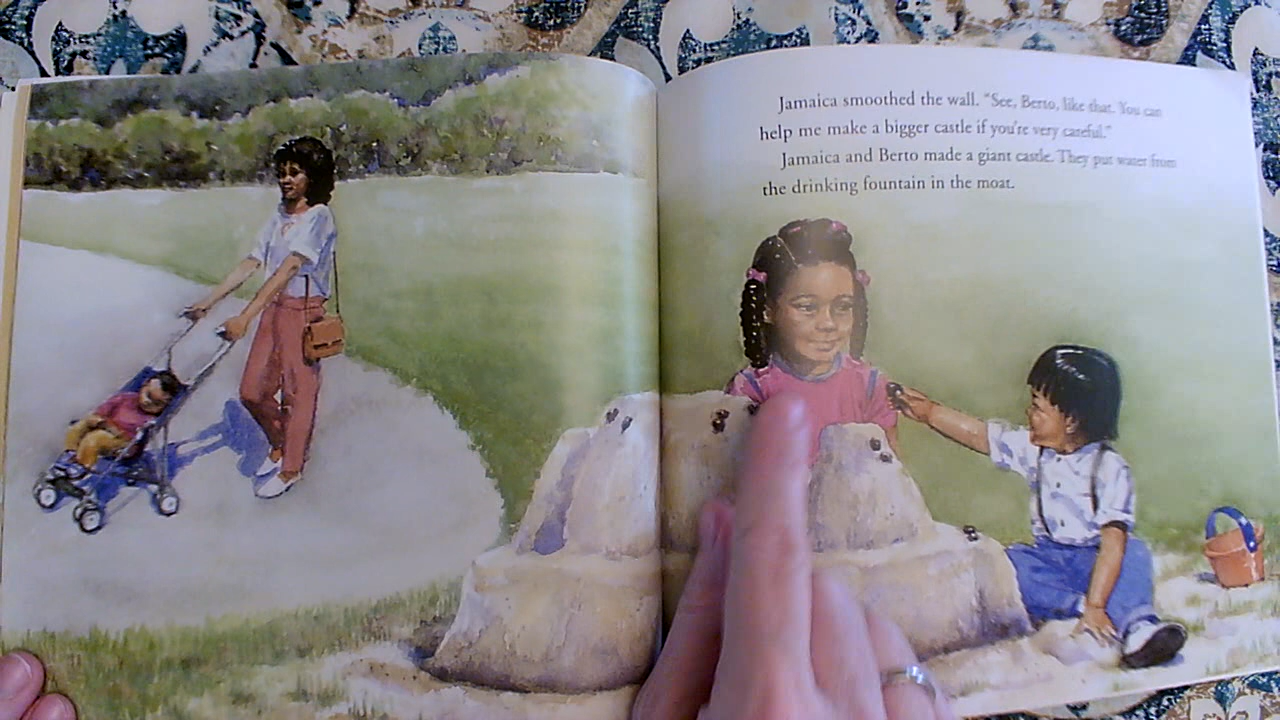 Jamaica smoothed the wall. "See, Berto, like that. You can
help me make a bigger castle if you're very careful."
Jamaica and Berto made a giant castle. They put water from
the drinking fountain in the moat.